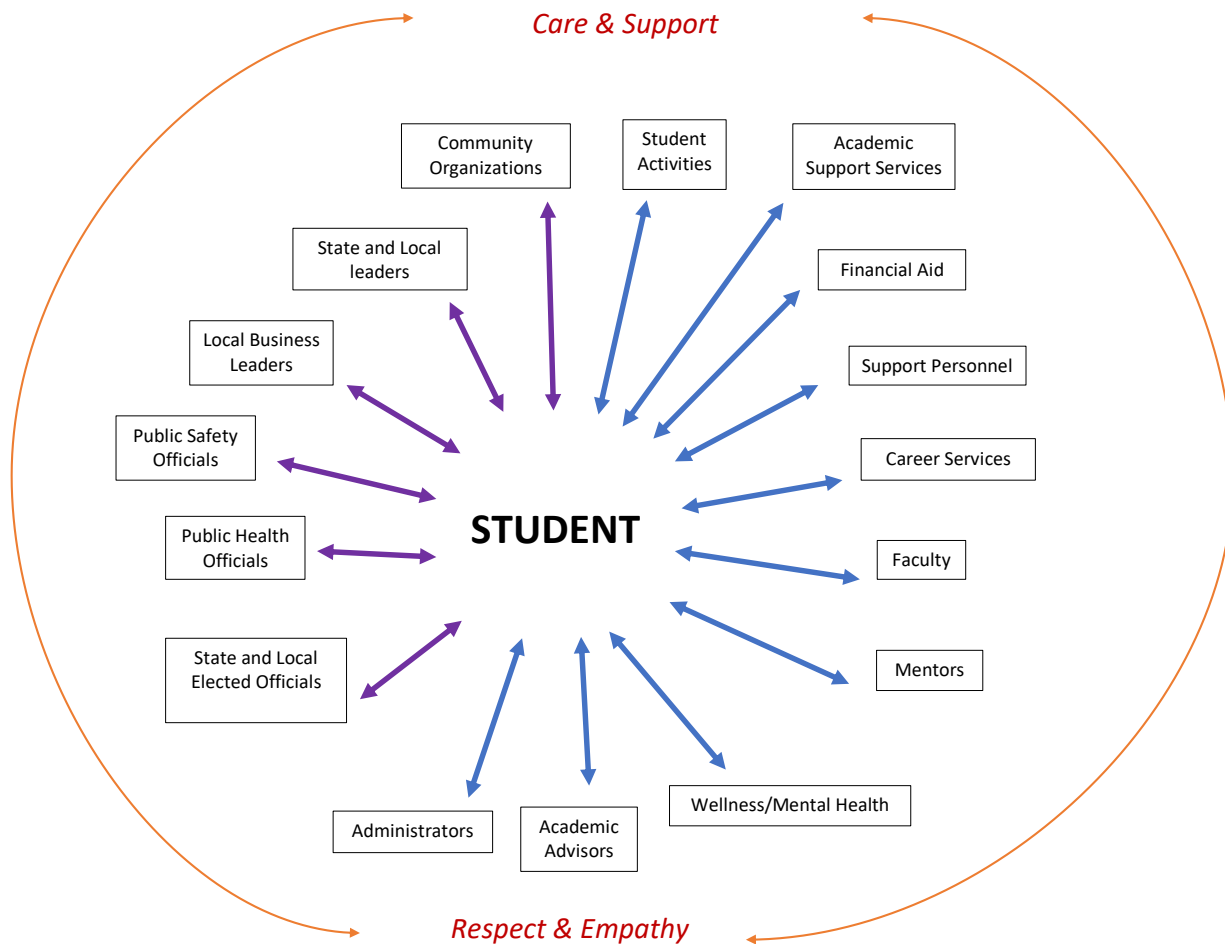 Care & Support
Community
Organizations
Student
Activities
Academic
Support Services
State and Local
leaders
Financial Aid
Local Business
Leaders
Support Personnel
Public Safety
Officials
Career Services
STUDENT
Public Health
Officials
Faculty
State and Local
Elected Officials
Mentors
Wellness/Mental Health
Administrators
Academic
Advisors
Respect & Empathy